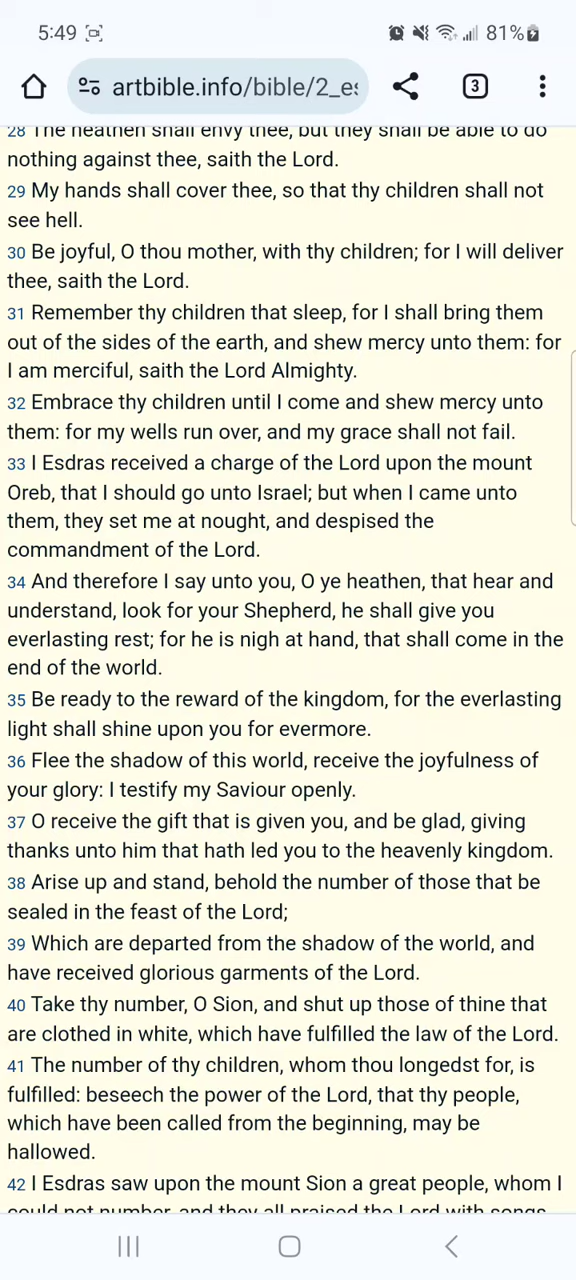 5:49 81%
artbible.info/bible/2_es
3
28 The heathen shall envy thee, but they shall be able to do
nothing against thee, saith the Lord.
29 My hands shall cover thee, so that thy children shall not
see hell.
30 Be joyful, O thou mother, with thy children; for I will deliver
thee, saith the Lord.
31 Remember thy children that sleep, for I shall bring them
out of the sides of the earth, and shew mercy unto them: for
I am merciful, saith the Lord Almighty.
32 Embrace thy children until I come and shew mercy unto
them: for my wells run over, and my grace shall not fail.
33 I Esdras received a charge of the Lord upon the mount
Oreb, that I should go unto Israel; but when I came unto
them, they set me at nought, and despised the
commandment of the Lord.
34 And therefore I say unto you, O ye heathen, that hear and
understand, look for your Shepherd, he shall give you
everlasting rest; for he is nigh at hand, that shall come in the
end of the world.
35 Be ready to the reward of the kingdom, for the everlasting
light shall shine upon you for evermore.
36 Flee the shadow of this world, receive the joyfulness of
your glory: I testify my Saviour openly.
37 O receive the gift that is given you, and be glad, giving
thanks unto him that hath led you to the heavenly kingdom.
38 Arise up and stand, behold the number of those that be
sealed in the feast of the Lord;
39 Which are departed from the shadow of the world, and
have received glorious garments of the Lord.
40 Take thy number, O Sion, and shut up those of thine that
are clothed in white, which have fulfilled the law of the Lord.
41 The number of thy children, whom thou longedst for, is
fulfilled: beseech the power of the Lord, that thy people,
which have been called from the beginning, may be
hallowed.
42 I Esdras saw upon the mount Sion a great people, whom I
could not number, and they all praised the Lord with songs